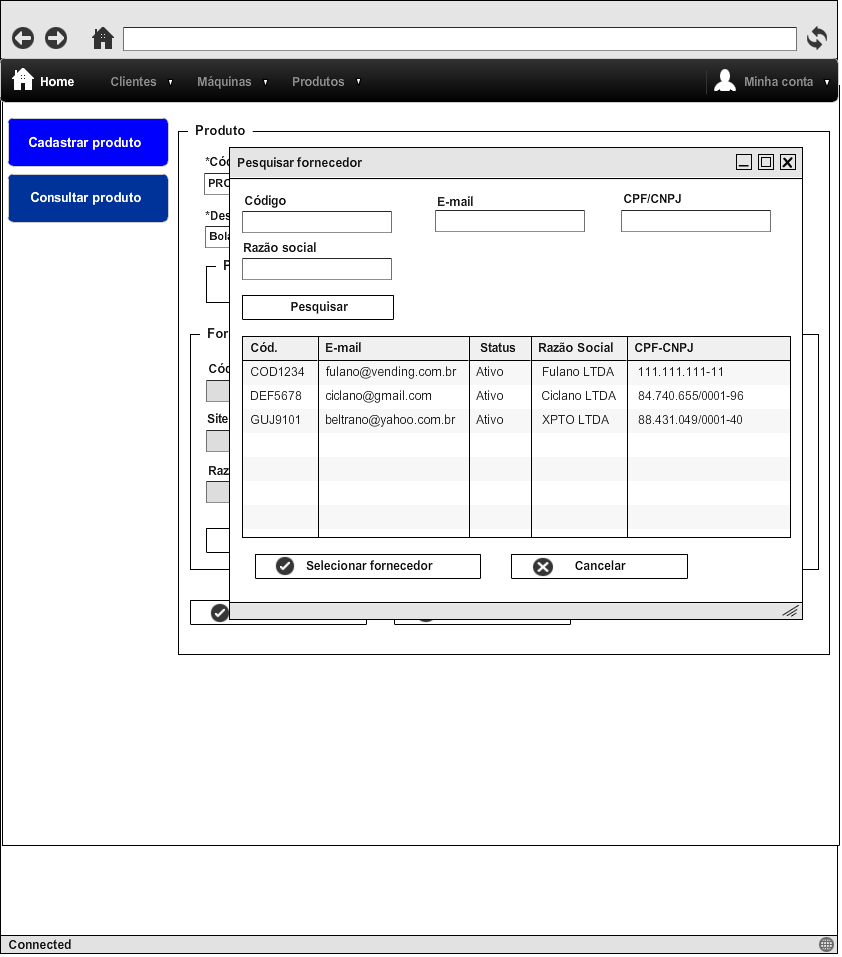 Home Clientes Máquinas Produtos Minha conta
Cadastrar produto
Consultar produto
Produto
*Cód
PRO
*Des
Bola
Pesquisar fornecedor
Código E-mail CPF/CNPJ
Razão social
Pesquisar
Cód. E-mail Status Razão Social CPF-CNPJ
COD1234 fulano@vending.com.br Ativo Fulano LTDA 111.111.111-11
DEF5678 ciclano@gmail.com Ativo Ciclano LTDA 84.740.655/0001-96
GUJ9101 beltrano@yahoo.com.br Ativo XPTO LTDA 88.431.049/0001-40
Selecionar fornecedor Cancelar
For
Cód
Site
Raz
Connected